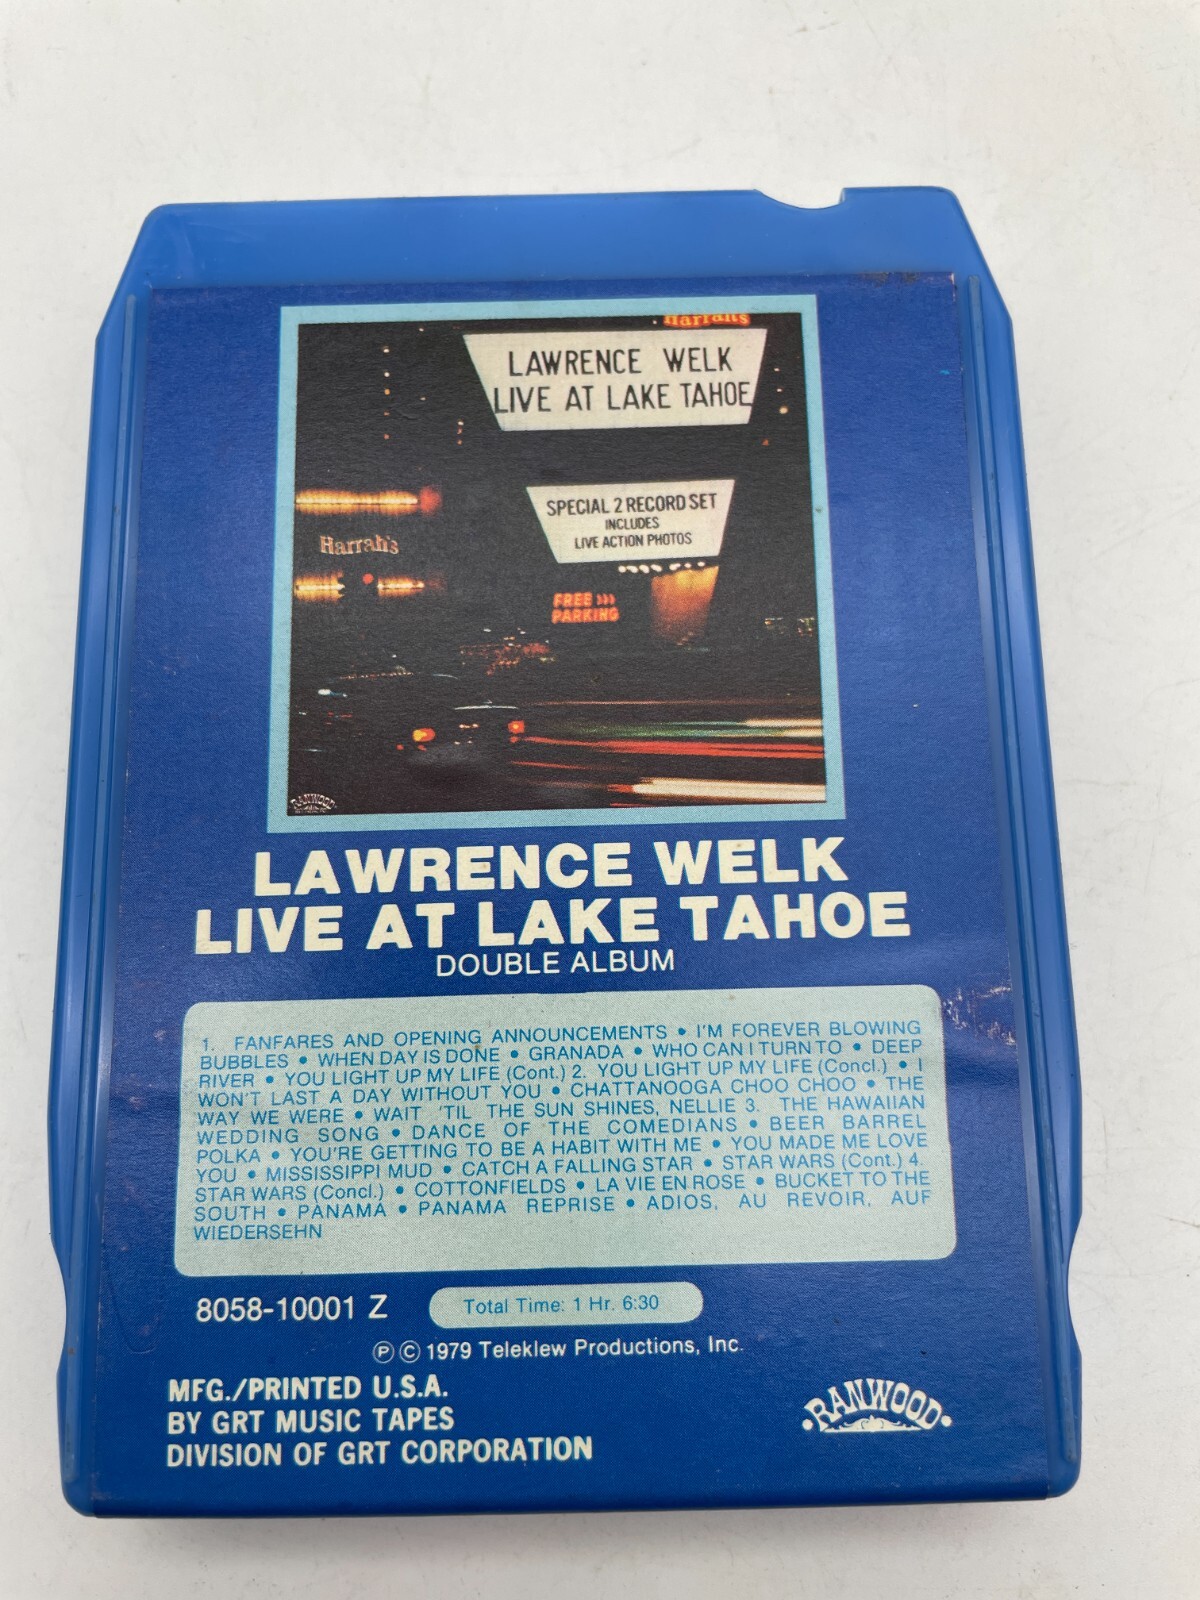 Harrah's
LAWRENCE WELK
LIVE AT LAKE TAHOE
SPECIAL 2 RECORD SET
INCLUDES
LIVE ACTION PHOTOS
Harrah's
FREE >>>
PARKING
RANWOOD
LAWRENCE WELK
LIVE AT LAKE TAHOE
DOUBLE ALBUM
1. FANFARES AND OPENING ANNOUNCEMENTS • I'M FOREVER BLOWING
BUBBLES • WHEN DAY IS DONE • GRANADA • WHO CAN I TURN TO • DEEP
RIVER • YOU LIGHT UP MY LIFE (Cont.) 2. YOU LIGHT UP MY LIFE (Concl.) • I
WON'T LAST A DAY WITHOUT YOU • CHATTANOOGA CHOO CHOO • THE
WAY WE WERE • WAIT 'TIL THE SUN SHINES, NELLIE 3. THE HAWAIIAN
WEDDING SONG • DANCE OF THE COMEDIANS • BEER BARREL
POLKA • YOU'RE GETTING TO BE A HABIT WITH ME • YOU MADE ME LOVE
YOU • MISSISSIPPI MUD • CATCH A FALLING STAR • STAR WARS (Cont.) 4.
STAR WARS (Concl.) • COTTONFIELDS • LA VIE EN ROSE • BUCKET TO THE
SOUTH • PANAMA • PANAMA REPRISE • ADIOS, AU REVOIR, AUF
WIEDERSEHN
8058-10001 Z Total Time: 1 Hr. 6:30
℗ © 1979 Teleklew Productions, Inc.
MFG./PRINTED U.S.A.
BY GRT MUSIC TAPES
DIVISION OF GRT CORPORATION
•RANWOOD•